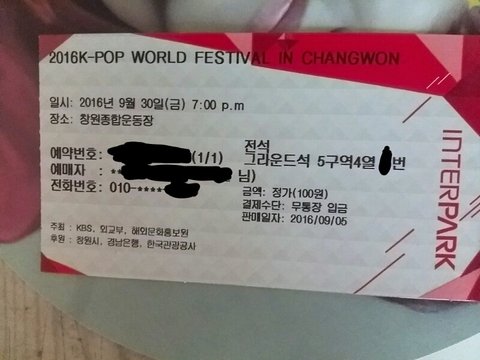 2016K-POP WORLD FESTIVAL IN CHANGWON
일시: 2016년 9월 30일(금) 7:00 p.m
장소: 창원종합운동장
예약번호: (1/1)
예매자 : **
전화번호: 010-****
전석
그라운드석 5구역4열 번
님)
금액: 정가(100원)
결제수단: 무통장 입금
판매일자: 2016/09/05
주최 : KBS, 외교부, 해외문화홍보원
후원 : 창원시, 경남은행, 한국관광공사
INTERPARK